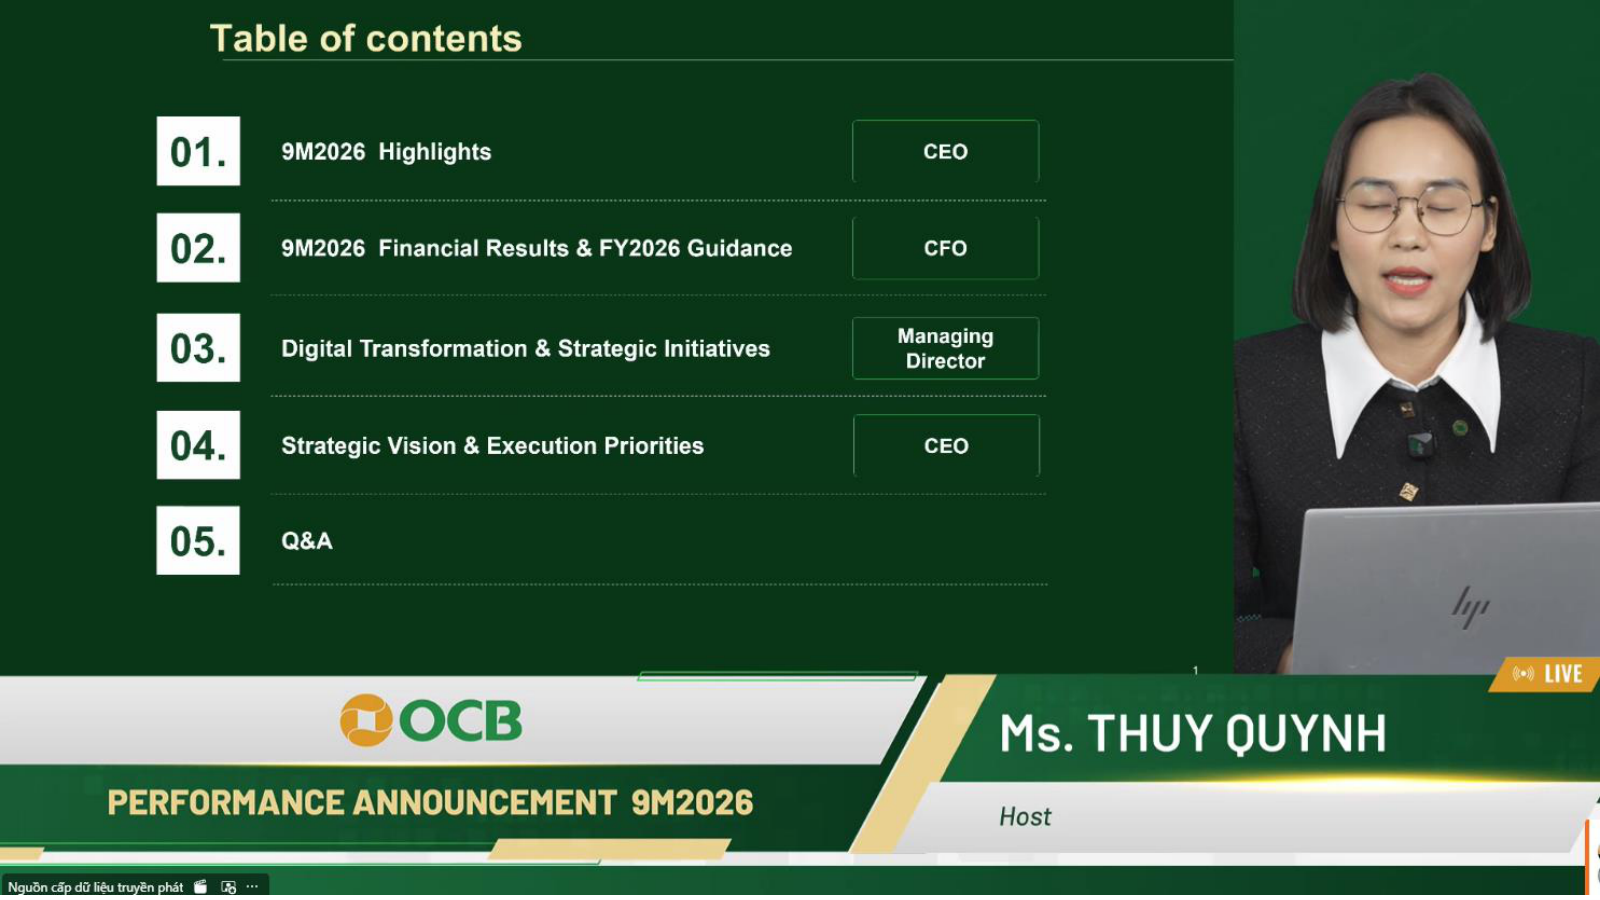 Table of contents
01.
9M2026 Highlights
CEO
02.
9M2026 Financial Results & FY2026 Guidance
CFO
03.
Digital Transformation & Strategic Initiatives
Managing
Director
04.
Strategic Vision & Execution Priorities
CEO
05.
Q&A
1
hp
LIVE
OCB
Ms. THUY QUYNH
PERFORMANCE ANNOUNCEMENT 9M2026
Host
Nguồn cấp dữ liệu truyền phát